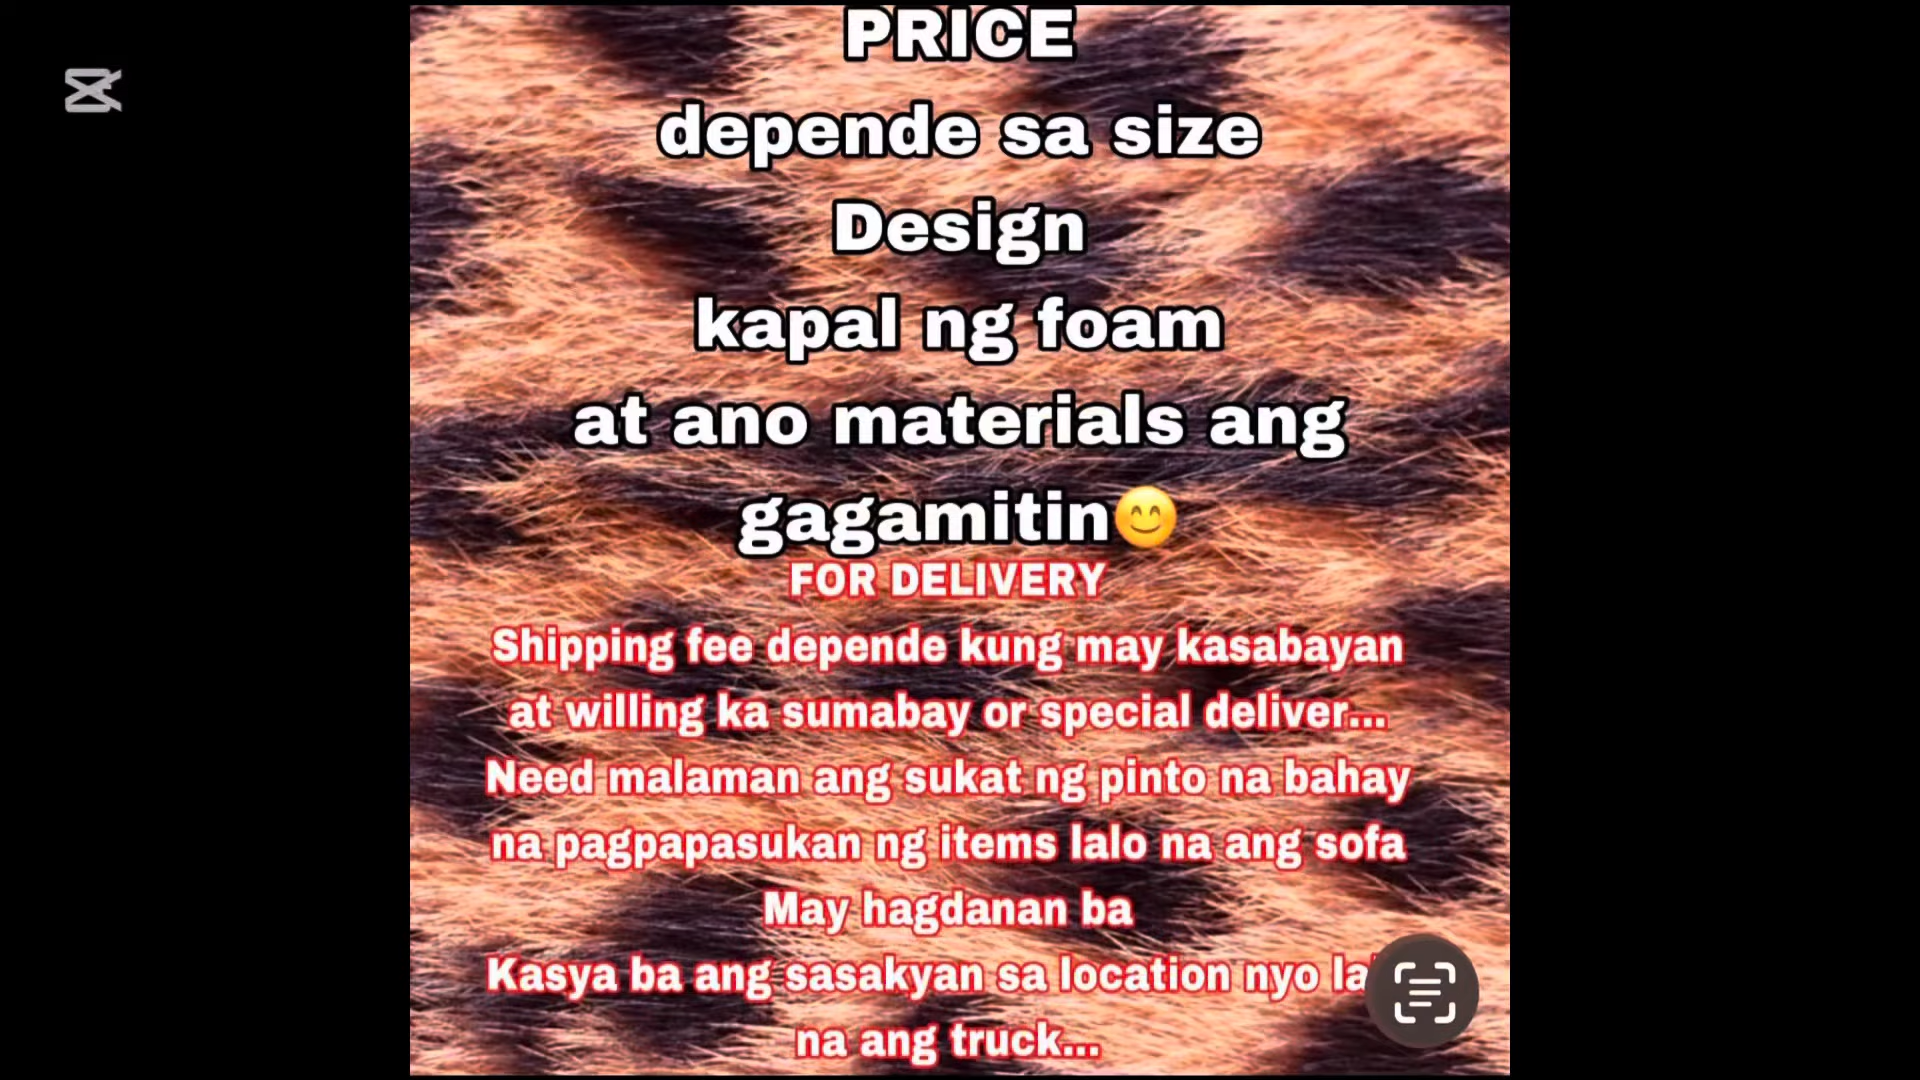 PRICE
depende sa size
Design
kapal ng foam
at ano materials ang
gagamitin😊
FOR DELIVERY
Shipping fee depende kung may kasabayan
at willing ka sumabay or special deliver...
Need malaman ang sukat ng pinto na bahay
na pagpapasukan ng items lalo na ang sofa
May hagdanan ba
Kasya ba ang sasakyan sa location nyo
na ang truck...